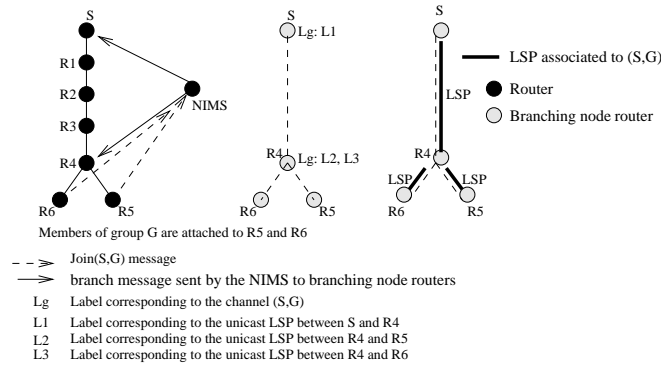 S
R1
R2
R3
R4
R6
R5
NIMS
S
Lg: L1
R4
Lg: L2, L3
R6
R5
S
LSP
R4
LSP
LSP
R6
R5
LSP associated to (S,G)
Router
Branching node router
Members of group G are attached to R5 and R6
Join(S,G) message
branch message sent by the NIMS to branching node routers
Lg Label corresponding to the channel (S,G)
L1 Label corresponding to the unicast LSP between S and R4
L2 Label corresponding to the unicast LSP between R4 and R5
L3 Label corresponding to the unicast LSP between R4 and R6